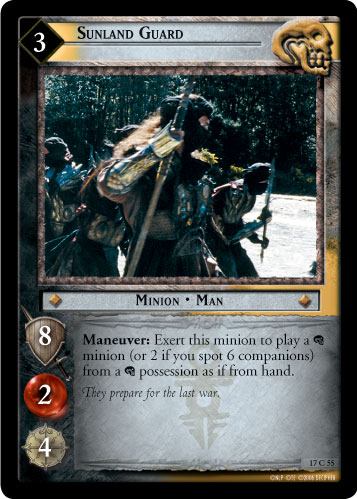 3
Sunland Guard
Minion • Man
8
Maneuver: Exert this minion to play a
minion (or 2 if you spot 6 companions)
from a possession as if from hand.
2
They prepare for the last war.
4
17 C 55